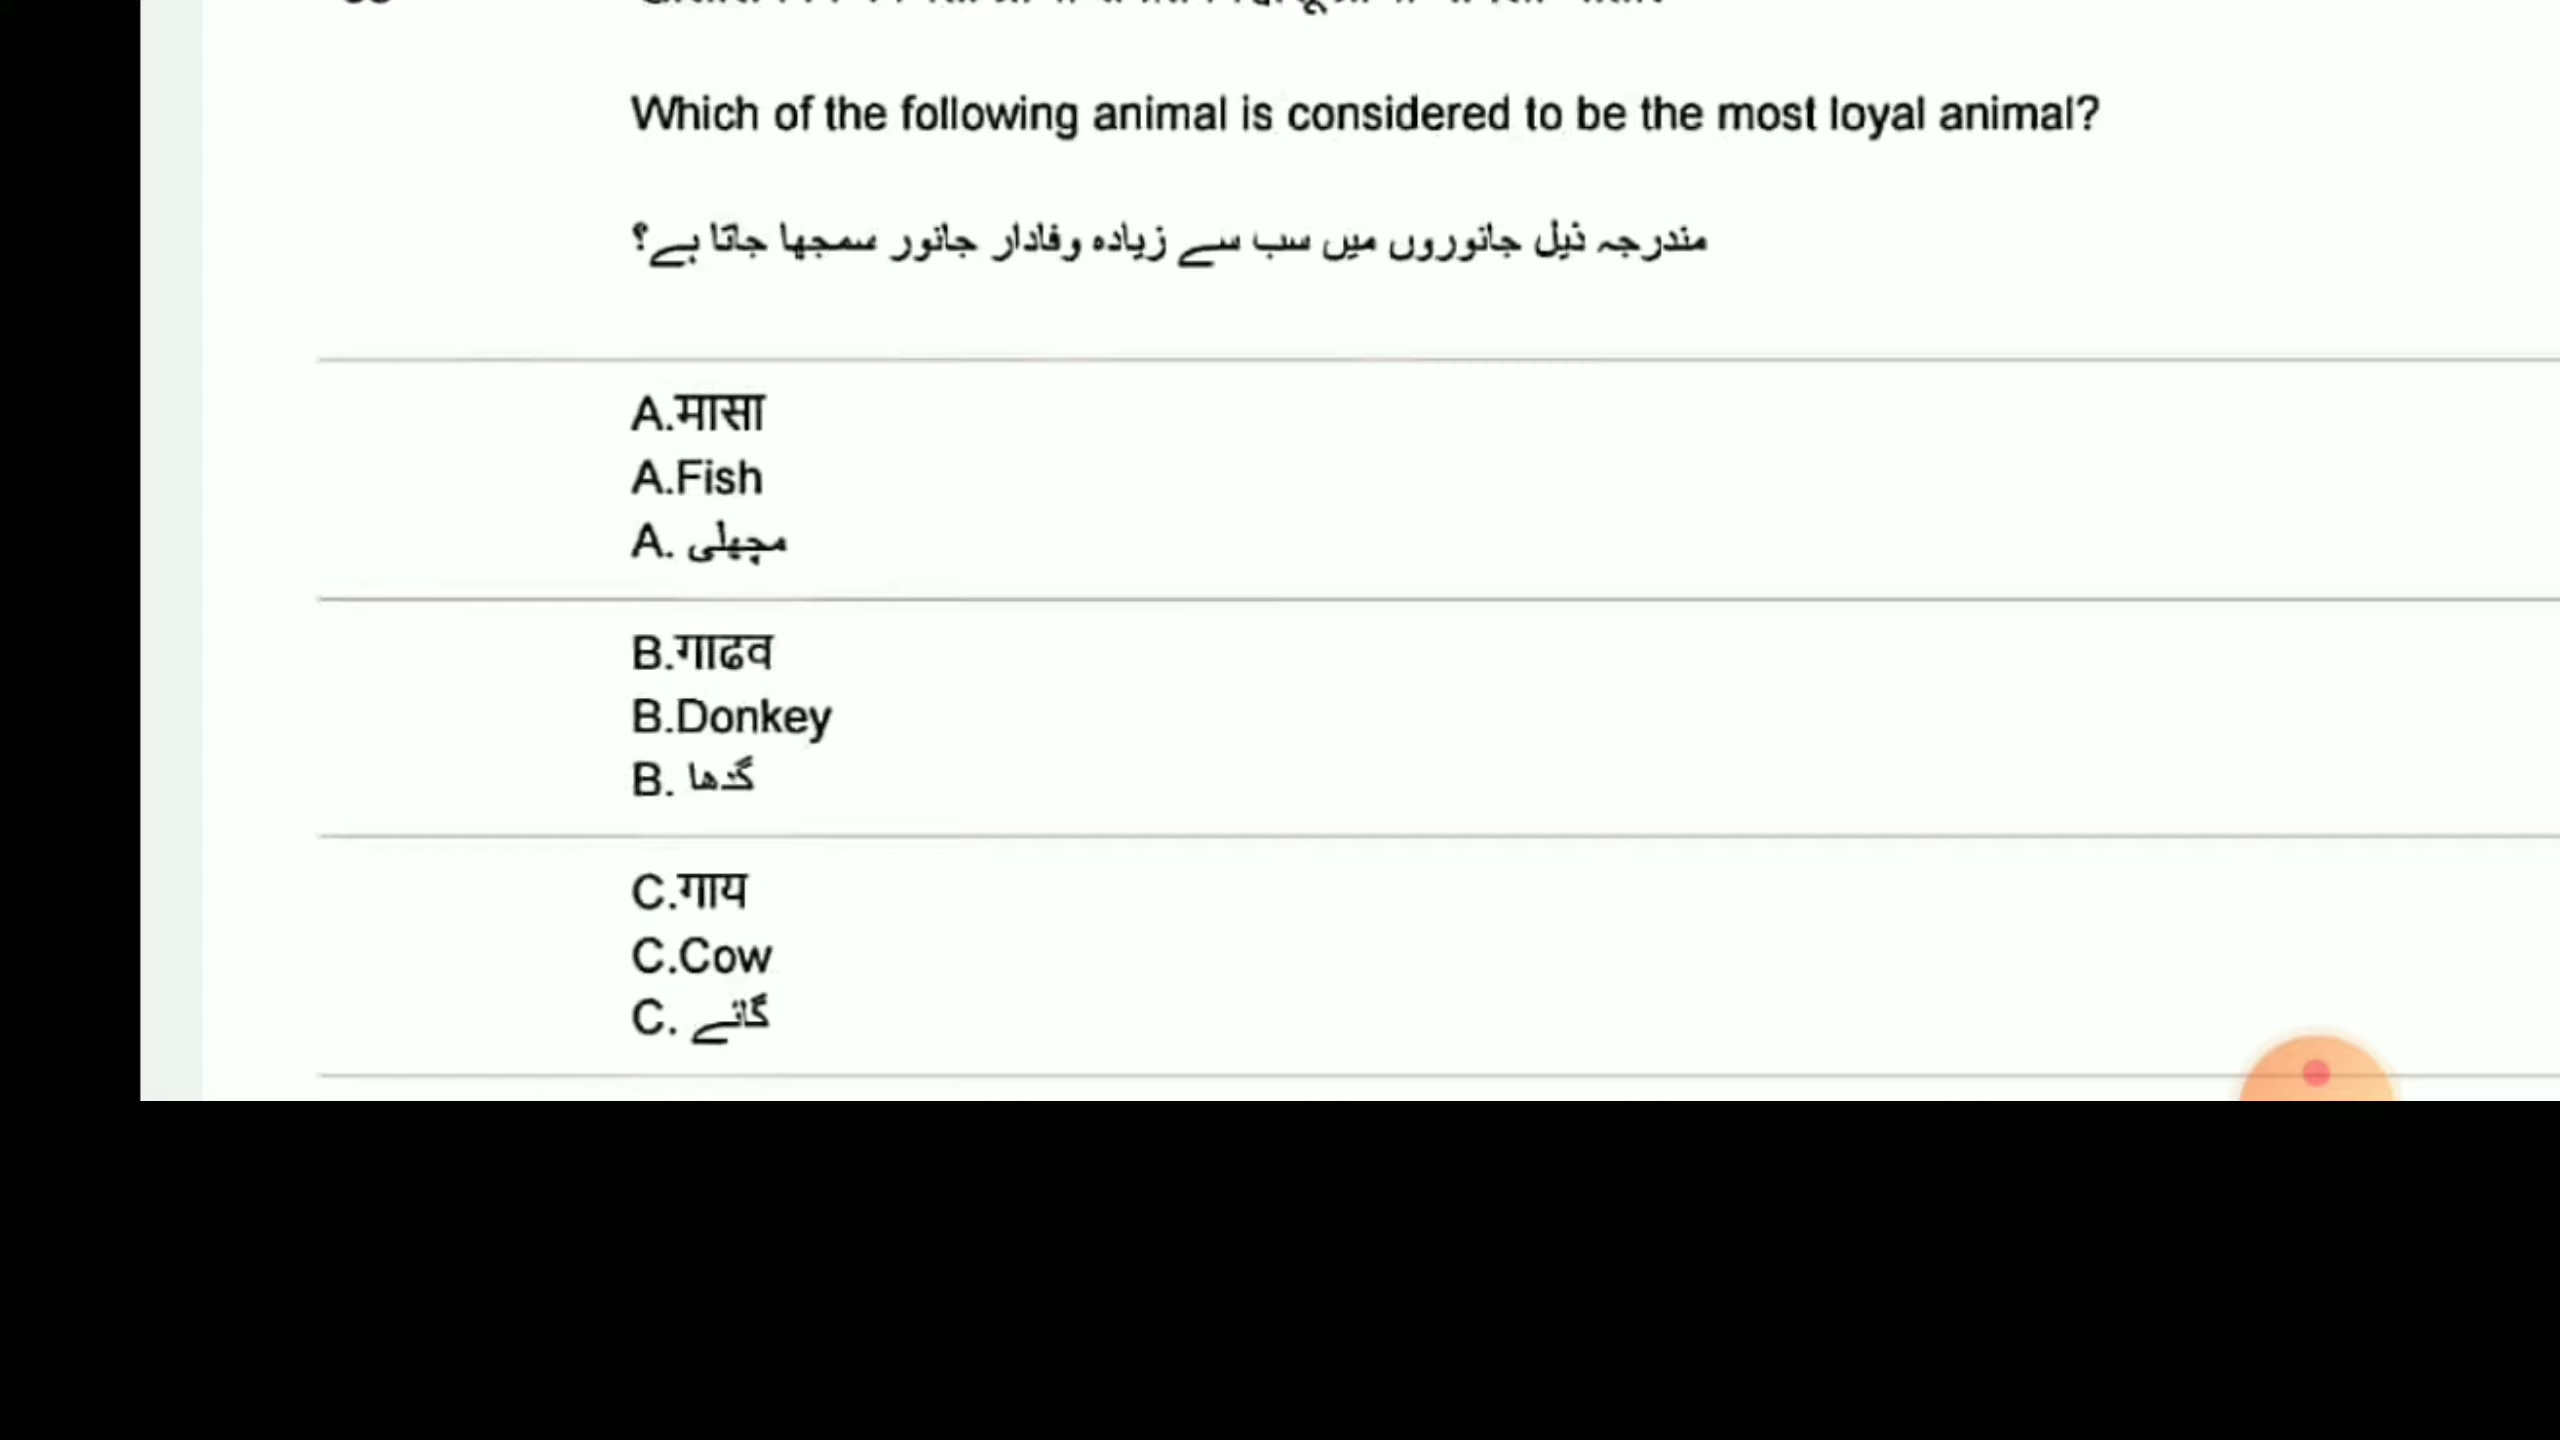 Which of the following animal is considered to be the most loyal animal?
مندرجہ ذیل جانوروں میں سب سے زیادہ وفادار جانور سمجھا جاتا ہے؟
A.मासा
A.Fish
A. مچھلی
B.गाढव
B.Donkey
B. گدھا
C.गाय
C.Cow
C. گائے